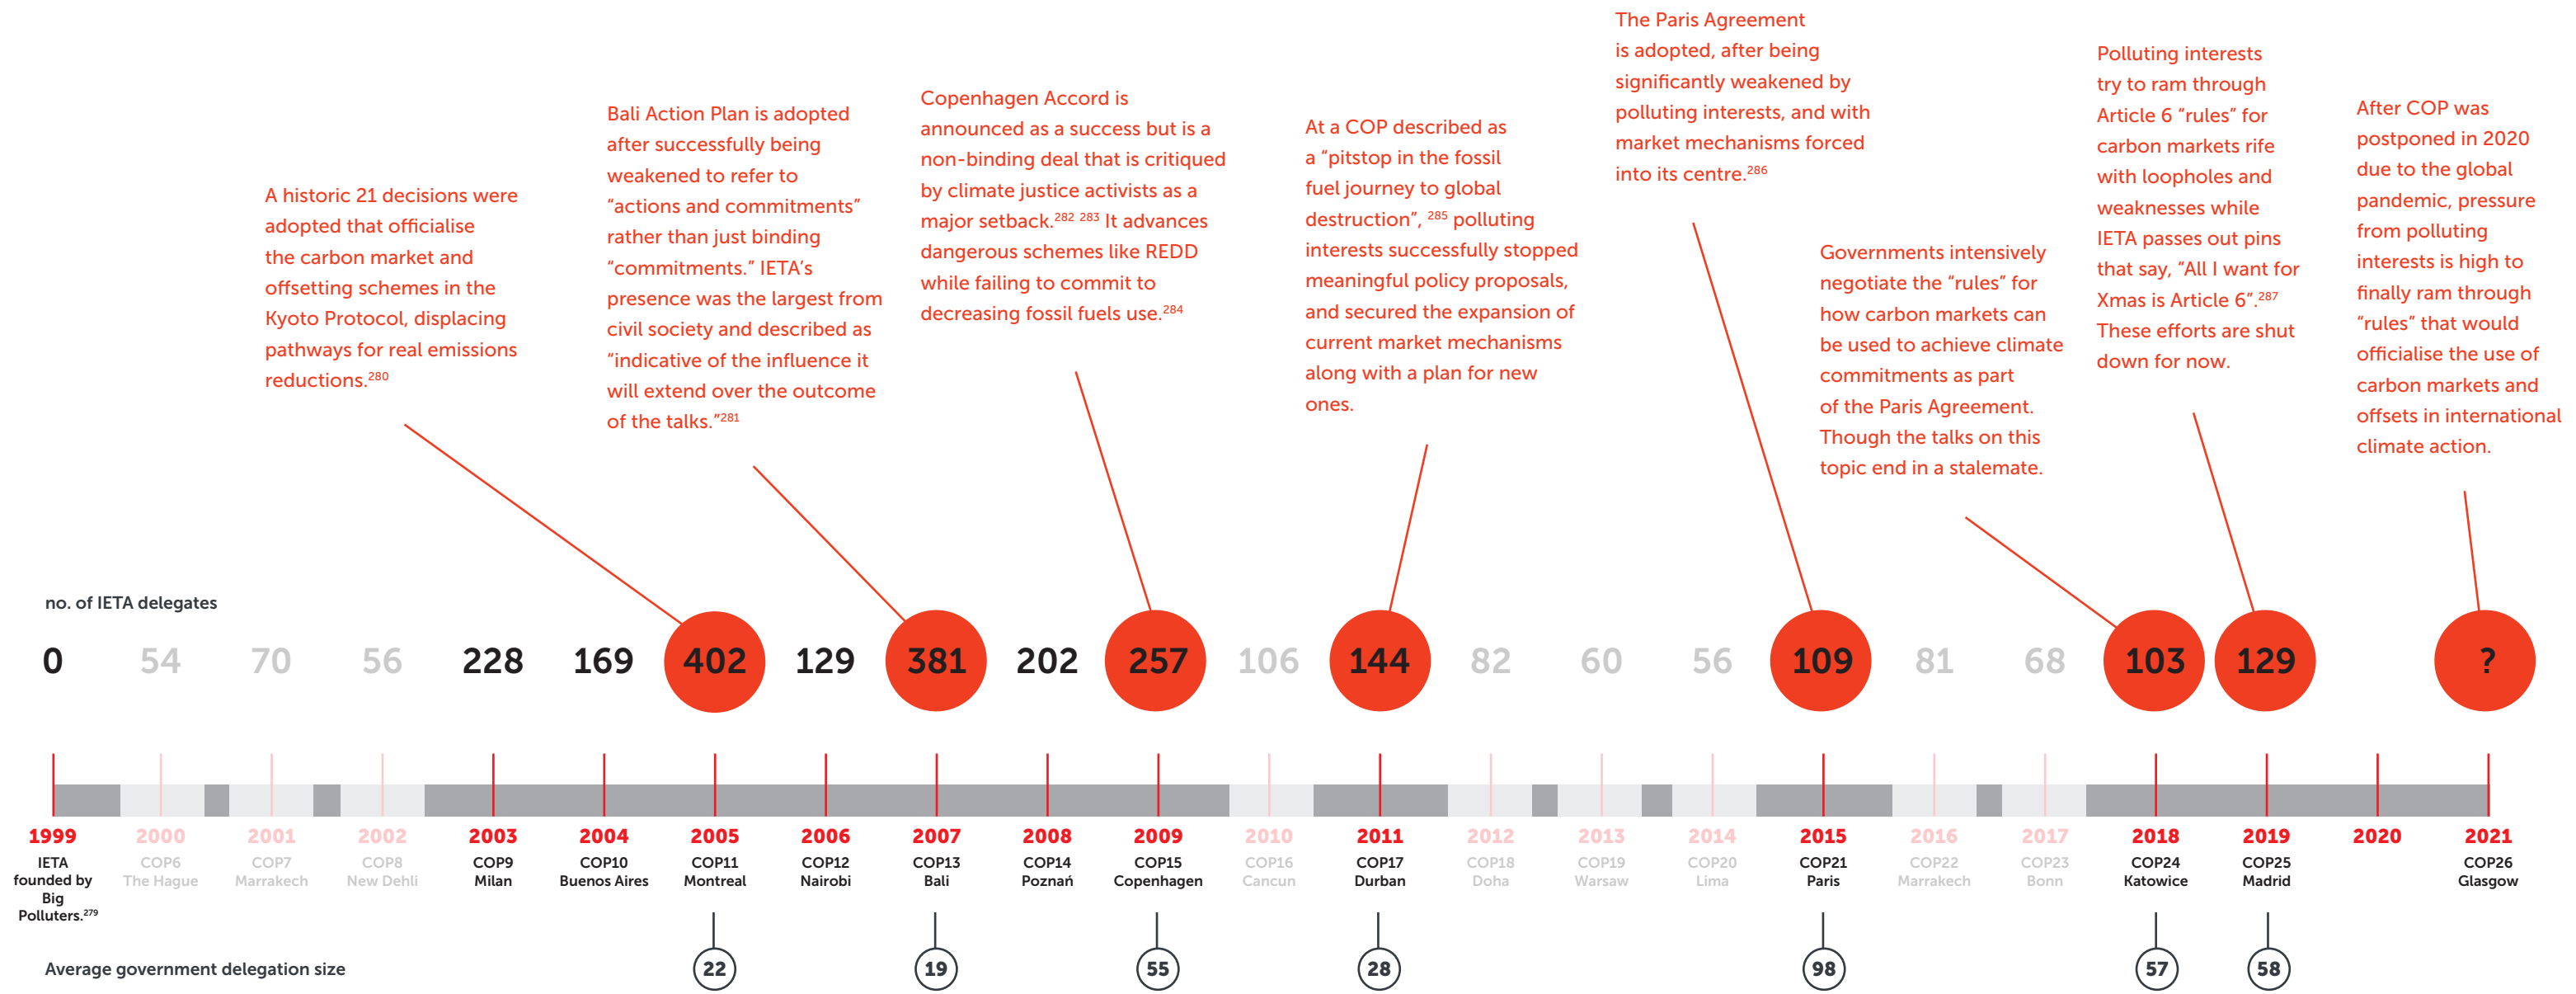 A historic 21 decisions were
adopted that officialise
the carbon market and
offsetting schemes in the
Kyoto Protocol, displacing
pathways for real emissions
reductions.280
Bali Action Plan is adopted
after successfully being
weakened to refer to
“actions and commitments”
rather than just binding
“commitments.” IETA’s
presence was the largest from
civil society and described as
“indicative of the influence it
will extend over the outcome
of the talks.”281
Copenhagen Accord is
announced as a success but is a
non-binding deal that is critiqued
by climate justice activists as a
major setback.282 283 It advances
dangerous schemes like REDD
while failing to commit to
decreasing fossil fuels use.284
At a COP described as
a “pitstop in the fossil
fuel journey to global
destruction”, 285 polluting
interests successfully stopped
meaningful policy proposals,
and secured the expansion of
current market mechanisms
along with a plan for new
ones.
The Paris Agreement
is adopted, after being
significantly weakened by
polluting interests, and with
market mechanisms forced
into its centre.286
Governments intensively
negotiate the “rules” for
how carbon markets can
be used to achieve climate
commitments as part
of the Paris Agreement.
Though the talks on this
topic end in a stalemate.
Polluting interests
try to ram through
Article 6 “rules” for
carbon markets rife
with loopholes and
weaknesses while
IETA passes out pins
that say, “All I want for
Xmas is Article 6”.287
These efforts are shut
down for now.
After COP was
postponed in 2020
due to the global
pandemic, pressure
from polluting
interests is high to
finally ram through
“rules” that would
officialise the use of
carbon markets and
offsets in international
climate action.
no. of IETA delegates
0 54 70 56 228 169 402 129 381 202 257 106 144 82 60 56 109 81 68 103 129 ?
1999 2000 2001 2002 2003 2004 2005 2006 2007 2008 2009 2010 2011 2012 2013 2014 2015 2016 2017 2018 2019 2020 2021
IETA
founded by
Big
Polluters.279
COP6
The Hague
COP7
Marrakech
COP8
New Dehli
COP9
Milan
COP10
Buenos Aires
COP11
Montreal
COP12
Nairobi
COP13
Bali
COP14
Poznań
COP15
Copenhagen
COP16
Cancun
COP17
Durban
COP18
Doha
COP19
Warsaw
COP20
Lima
COP21
Paris
COP22
Marrakech
COP23
Bonn
COP24
Katowice
COP25
Madrid
COP26
Glasgow
Average government delegation size
22 19 55 28 98 57 58